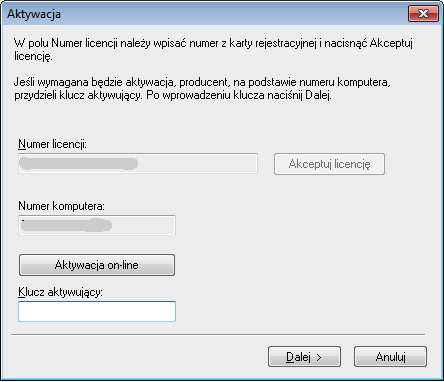 Aktywacja
W polu Numer licencji należy wpisać numer z karty rejestracyjnej i nacisnąć Akceptuj
licencję.
Jeśli wymagana będzie aktywacja, producent, na podstawie numeru komputera,
przydzieli klucz aktywujący. Po wprowadzeniu klucza naciśnij Dalej.
Numer licencji:
Akceptuj licencję
Numer komputera:
Aktywacja on-line
Klucz aktywujący:
Dalej >
Anuluj